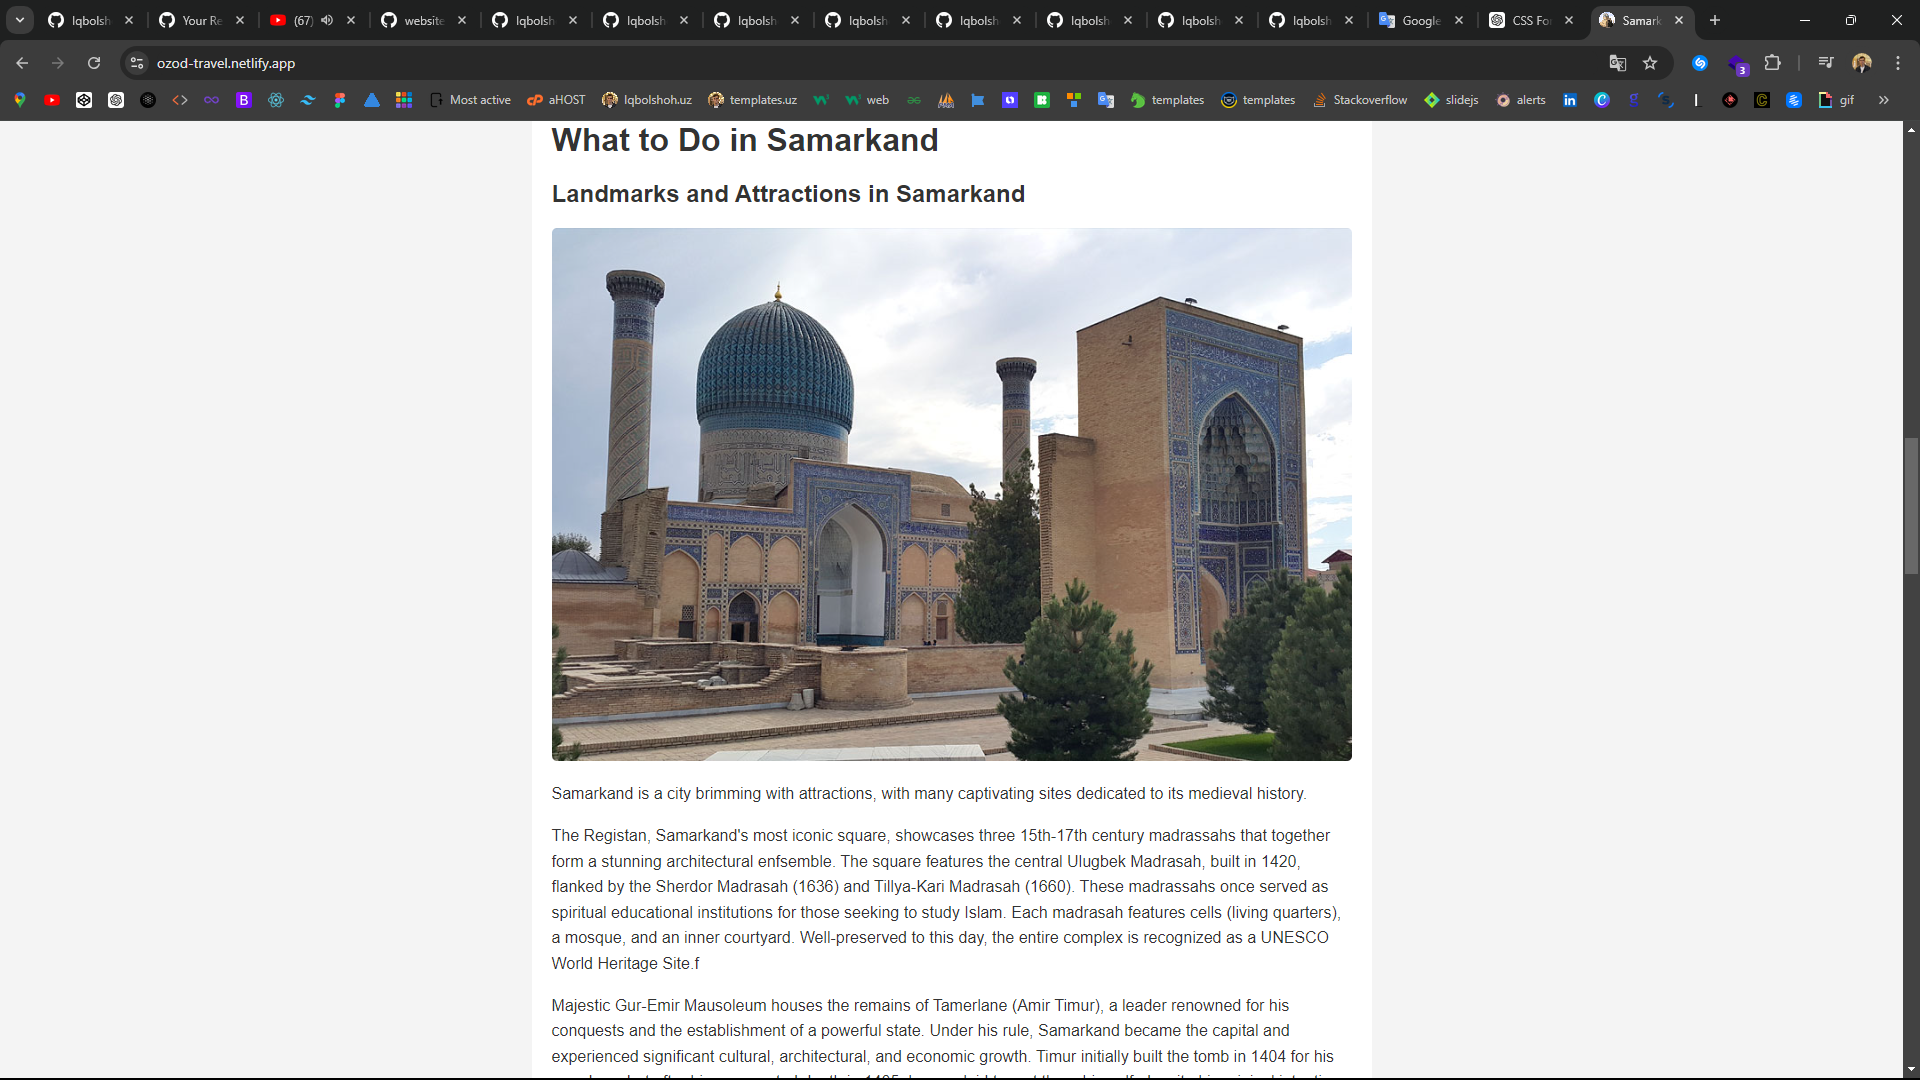 Iqbolsh
Your Re
(67)
website
Iqbolsh
Iqbolsh
Iqbolsh
Iqbolsh
Iqbolsh
Iqbolsh
Iqbolsh
Iqbolsh
Google
CSS Fo
Samark
ozod-travel.netlify.app
3
Most active
aHOST
Iqbolshoh.uz
templates.uz
web
templates
templates
Stackoverflow
slidejs
alerts
gif
What to Do in Samarkand
Landmarks and Attractions in Samarkand
Samarkand is a city brimming with attractions, with many captivating sites dedicated to its medieval history.
The Registan, Samarkand's most iconic square, showcases three 15th-17th century madrassahs that together
form a stunning architectural enfsemble. The square features the central Ulugbek Madrasah, built in 1420,
flanked by the Sherdor Madrasah (1636) and Tillya-Kari Madrasah (1660). These madrassahs once served as
spiritual educational institutions for those seeking to study Islam. Each madrasah features cells (living quarters),
a mosque, and an inner courtyard. Well-preserved to this day, the entire complex is recognized as a UNESCO
World Heritage Site.f
Majestic Gur-Emir Mausoleum houses the remains of Tamerlane (Amir Timur), a leader renowned for his
conquests and the establishment of a powerful state. Under his rule, Samarkand became the capital and
experienced significant cultural, architectural, and economic growth. Timur initially built the tomb in 1404 for his